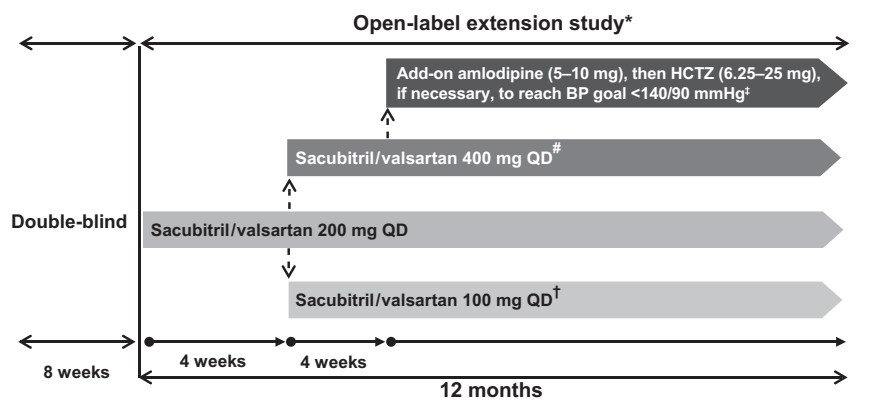 Open-label extension study*
Add-on amlodipine (5–10 mg), then HCTZ (6.25–25 mg),
if necessary, to reach BP goal <140/90 mmHg‡
Sacubitril/valsartan 400 mg QD#
Double-blind
Sacubitril/valsartan 200 mg QD
Sacubitril/valsartan 100 mg QD†
4 weeks
4 weeks
8 weeks
12 months